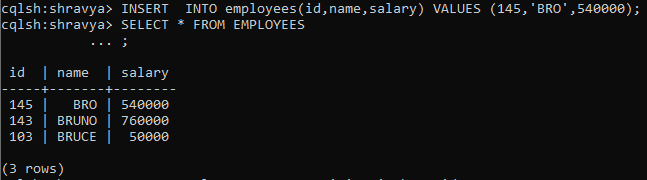 cqlsh:shravya> INSERT  INTO employees(id,name,salary) VALUES (145,'BRO',540000);
cqlsh:shravya> SELECT * FROM EMPLOYEES
           ... ;
 id  | name  | salary
-----+-------+--------
 145 |   BRO | 540000
 143 | BRUNO | 760000
 103 | BRUCE |  50000
(3 rows)